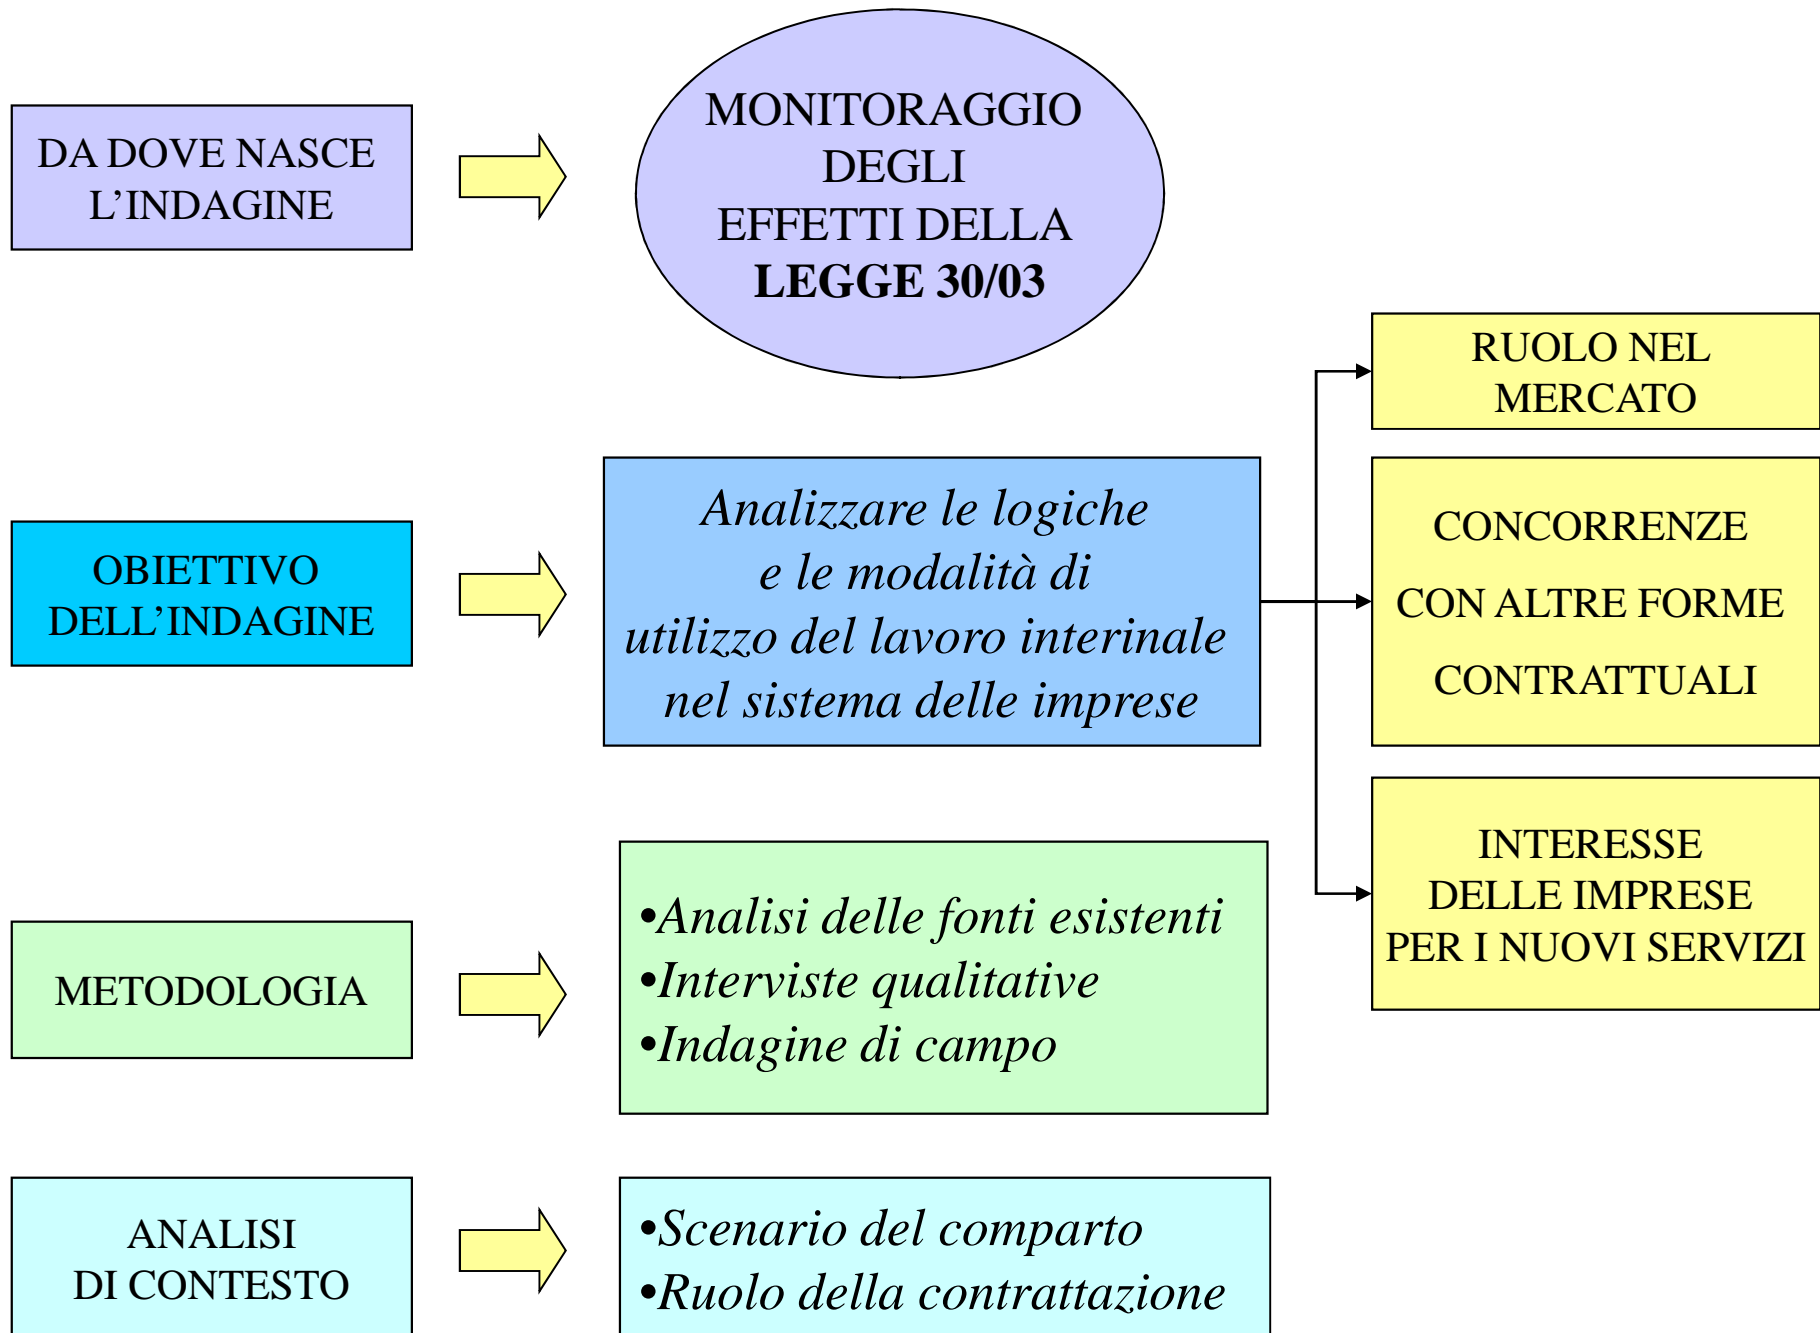 DA DOVE NASCE
L’INDAGINE
MONITORAGGIO
DEGLI
EFFETTI DELLA
LEGGE 30/03
OBIETTIVO
DELL’INDAGINE
Analizzare le logiche
e le modalità di
utilizzo del lavoro interinale
nel sistema delle imprese
RUOLO NEL
MERCATO
CONCORRENZE
CON ALTRE FORME
CONTRATTUALI
INTERESSE
DELLE IMPRESE
PER I NUOVI SERVIZI
METODOLOGIA
•Analisi delle fonti esistenti
•Interviste qualitative
•Indagine di campo
ANALISI
DI CONTESTO
•Scenario del comparto
•Ruolo della contrattazione